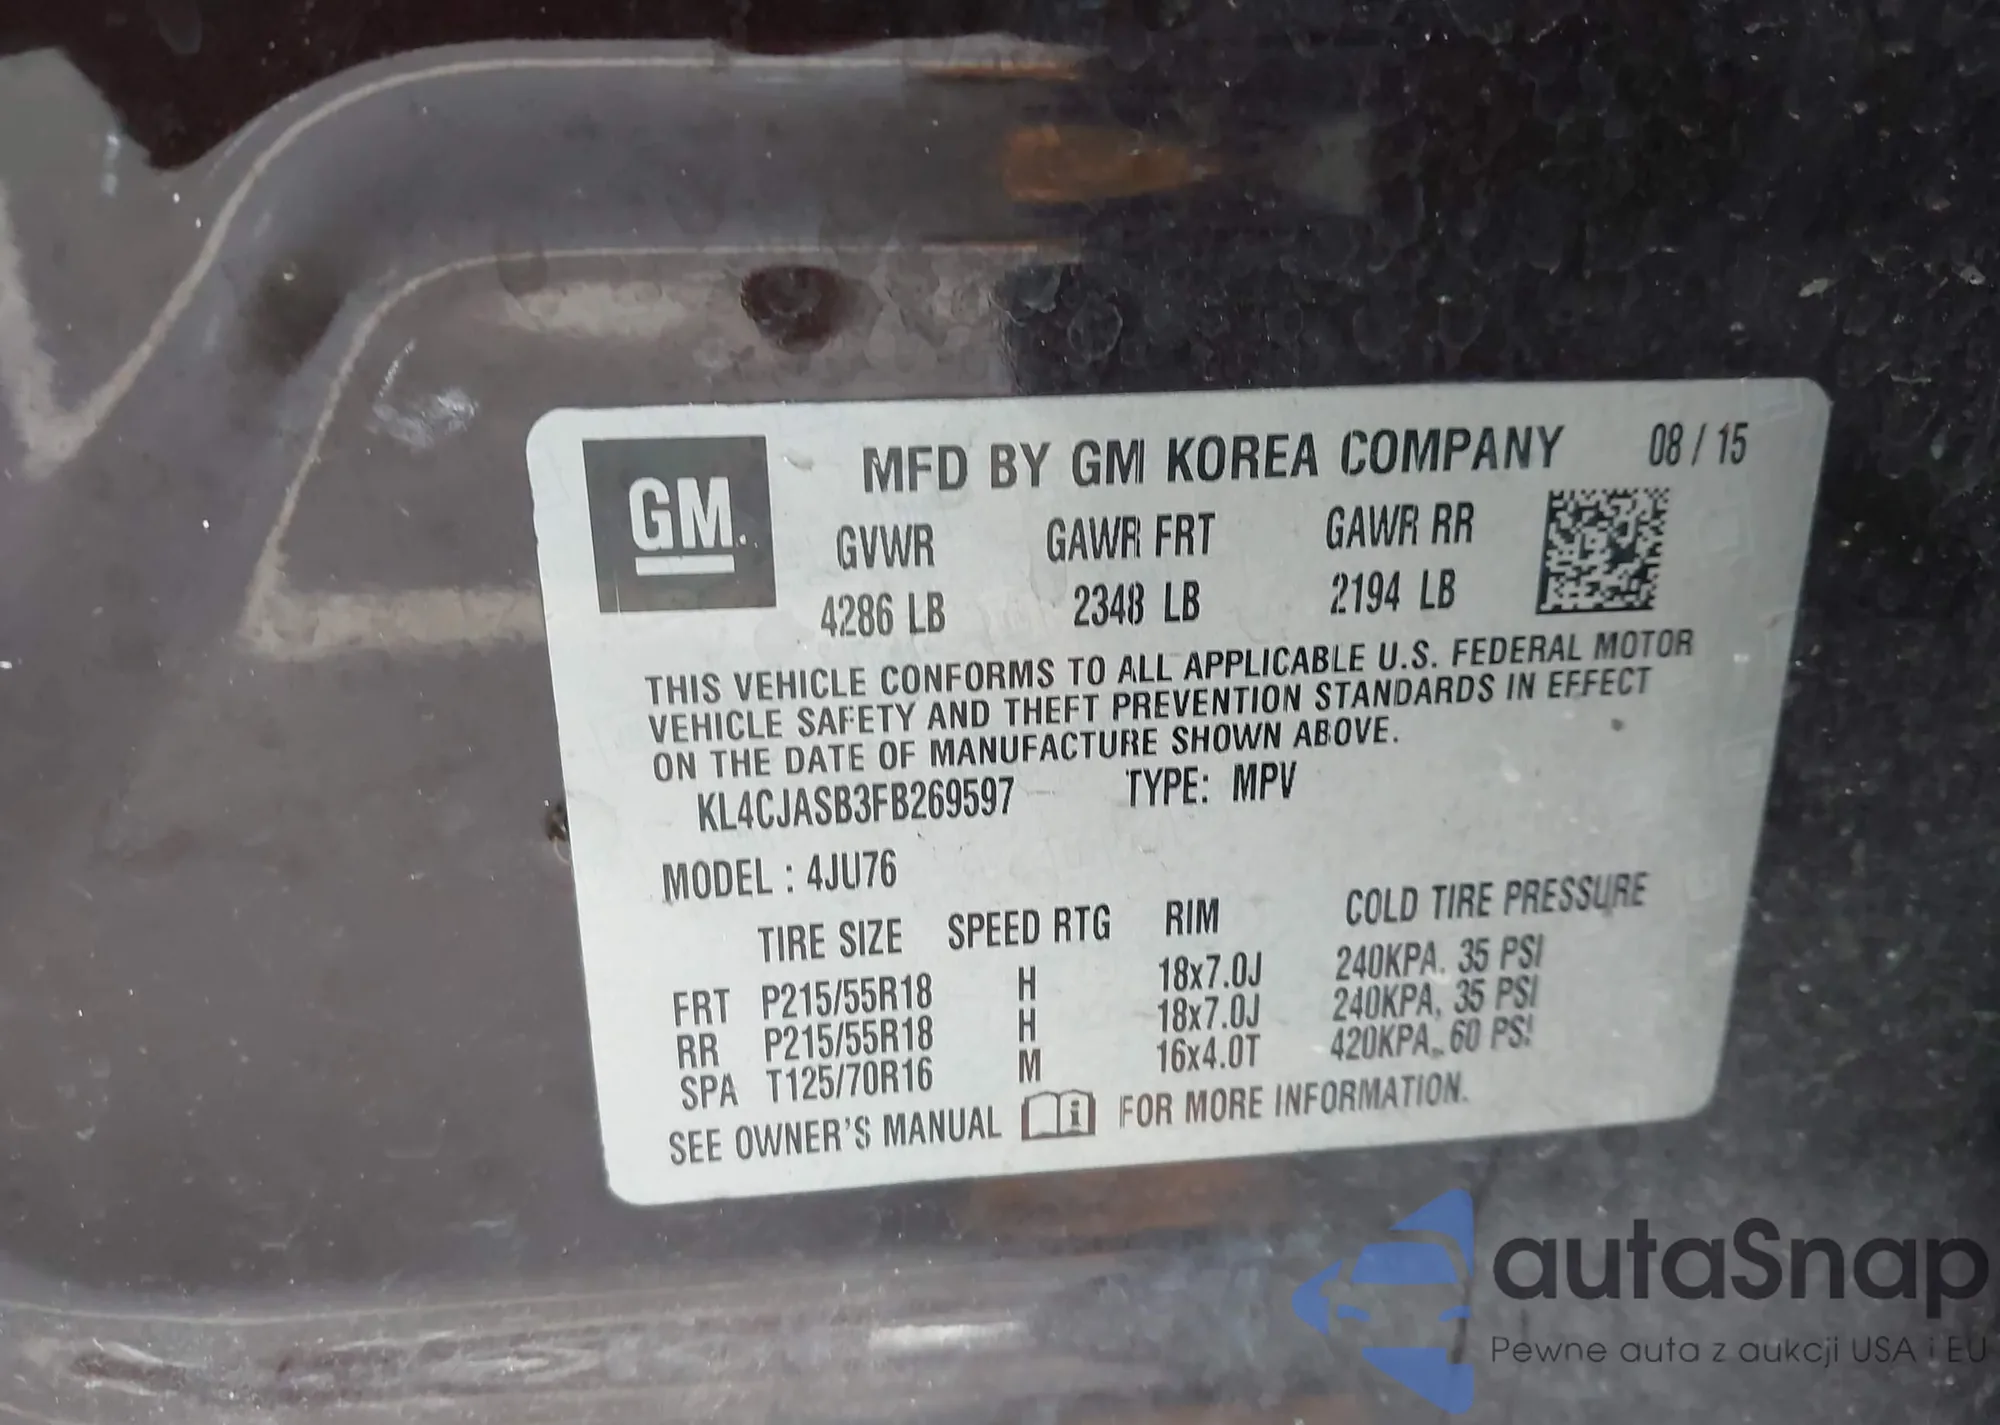 GM
MFD BY GM KOREA COMPANY 08 / 15
GVWR GAWR FRT GAWR RR
4286 LB 2348 LB 2194 LB
THIS VEHICLE CONFORMS TO ALL APPLICABLE U.S. FEDERAL MOTOR
VEHICLE SAFETY AND THEFT PREVENTION STANDARDS IN EFFECT
ON THE DATE OF MANUFACTURE SHOWN ABOVE.
KL4CJASB3FB269597 TYPE: MPV
MODEL : 4JU76
TIRE SIZE SPEED RTG RIM COLD TIRE PRESSURE
FRT P215/55R18 H 18x7.0J 240KPA, 35 PSI
RR P215/55R18 H 18x7.0J 240KPA, 35 PSI
SPA T125/70R16 M 16x4.0T 420KPA, 60 PSI
SEE OWNER'S MANUAL i FOR MORE INFORMATION.
autaSnap
Pewne auta z aukcji USA i EU